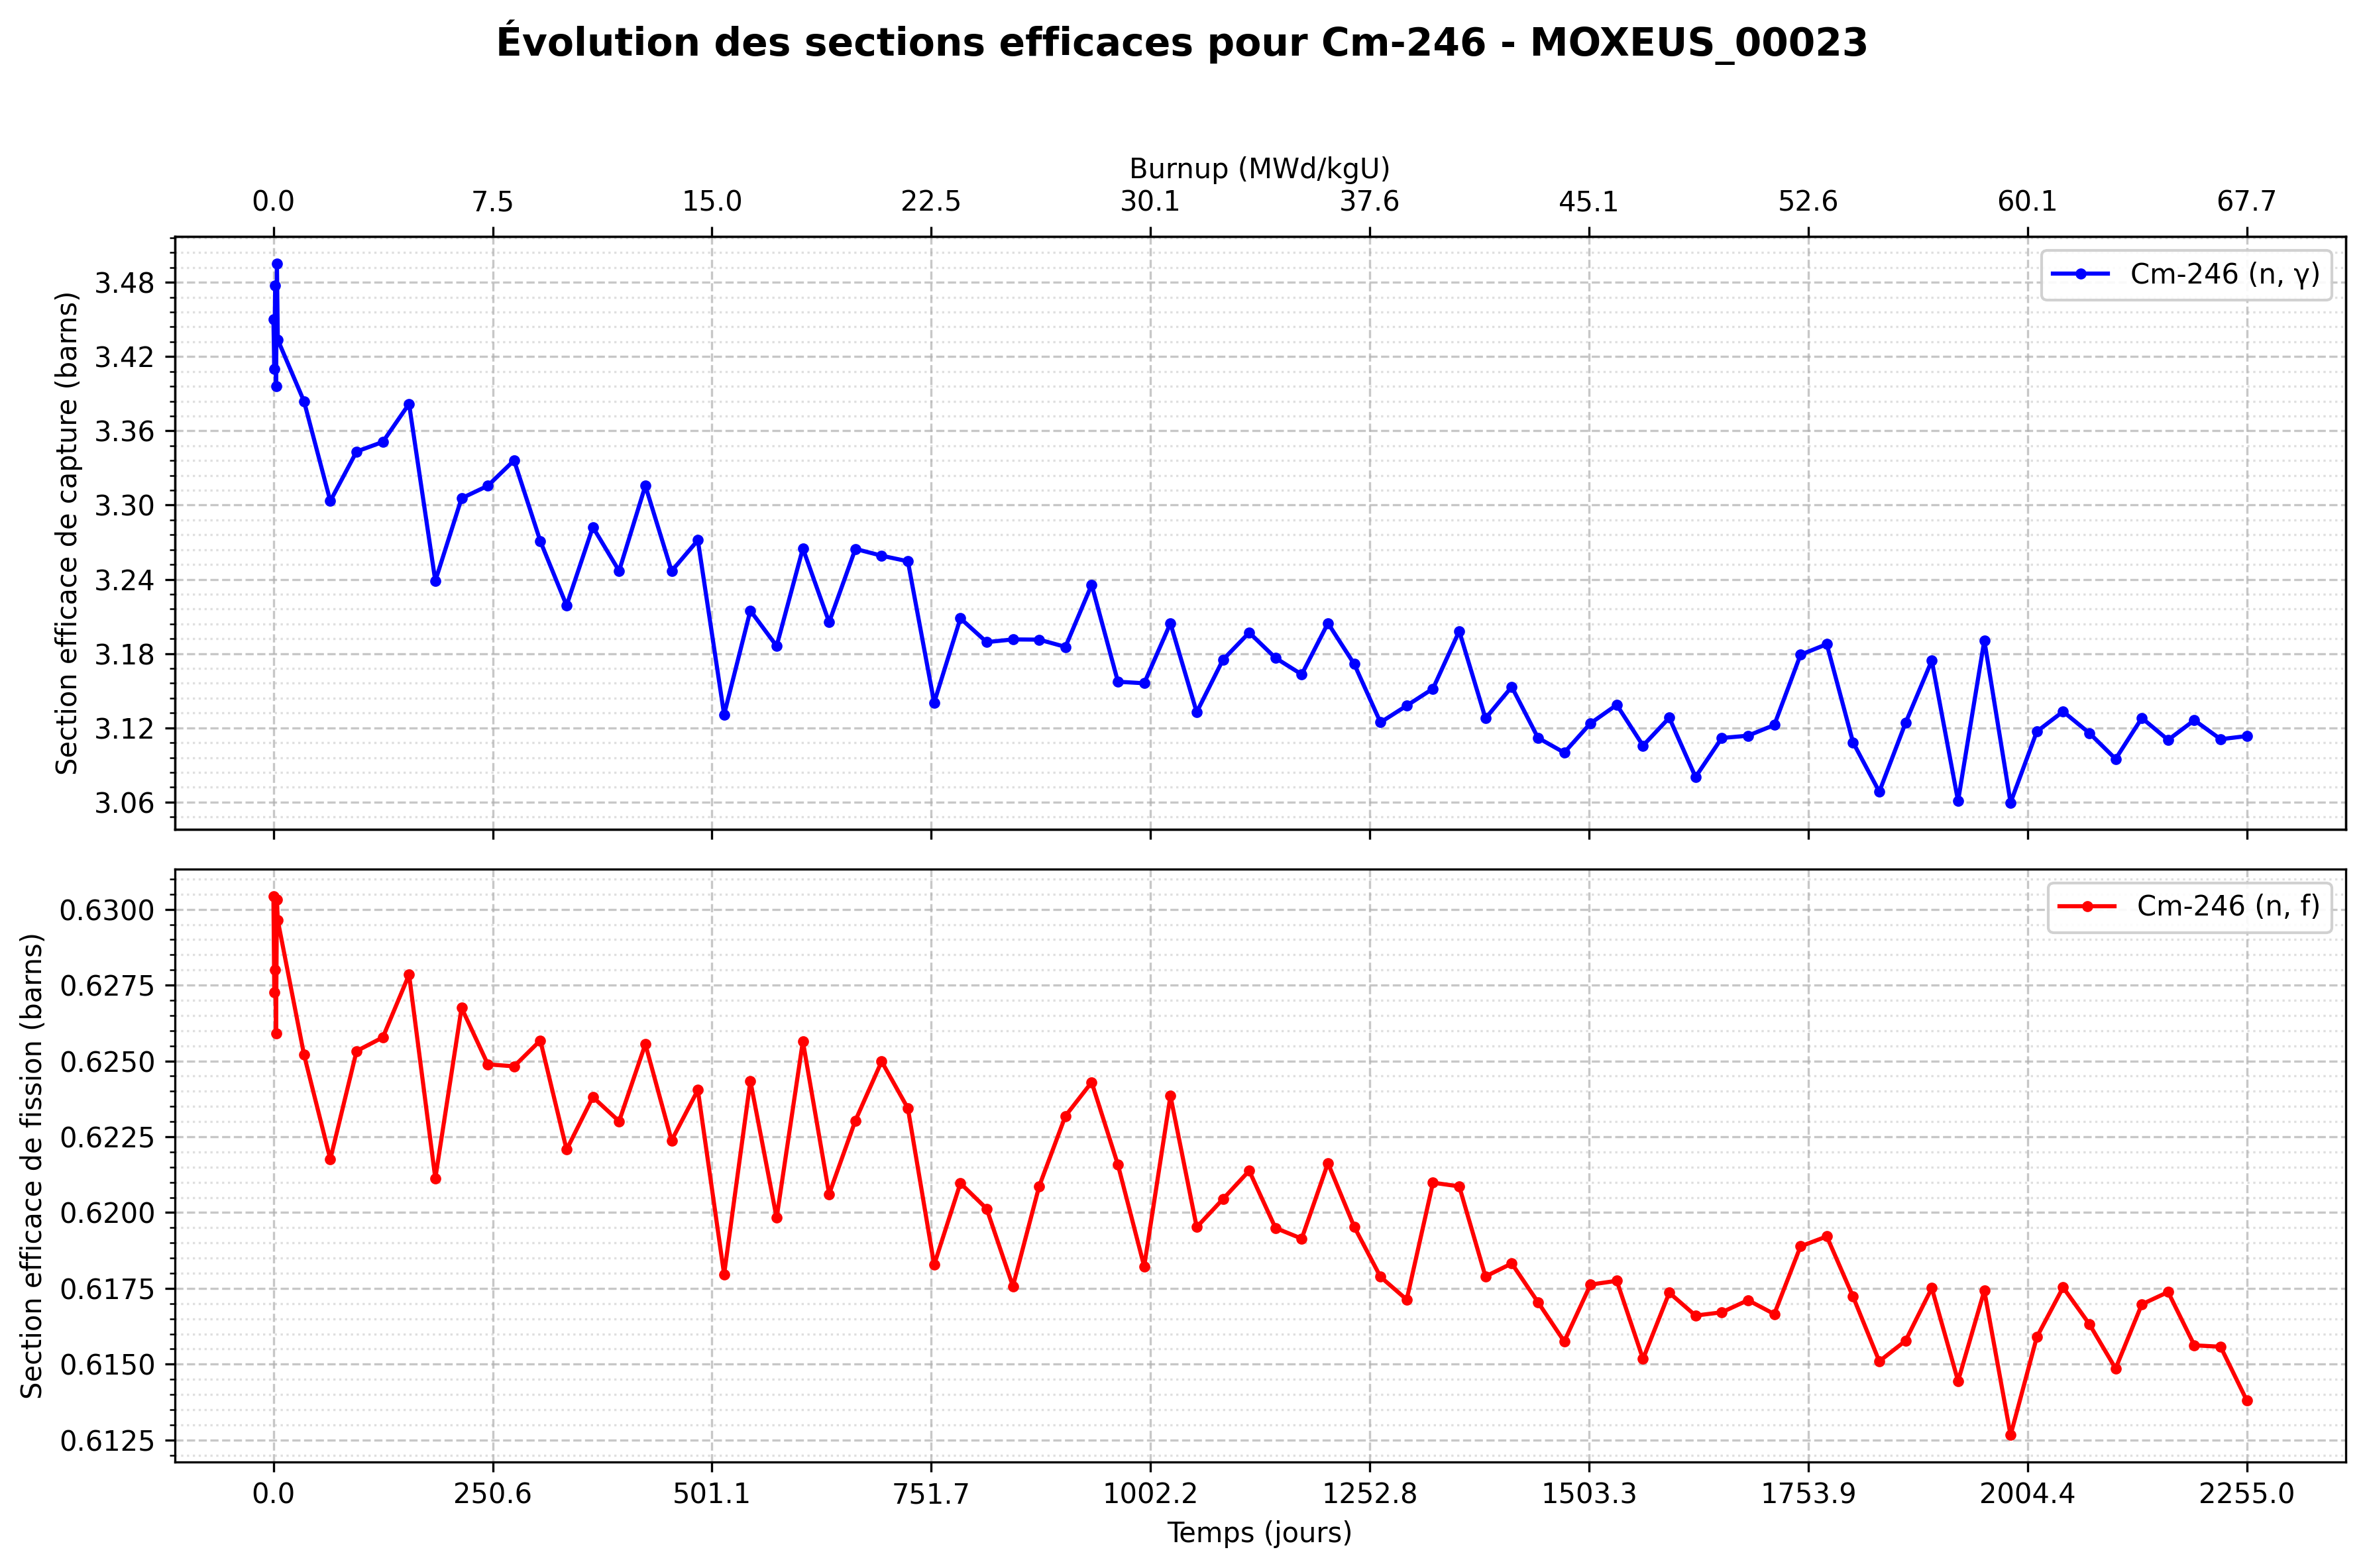 Évolution des sections efficaces pour Cm-246 - MOXEUS_00023
Burnup (MWd/kgU)
0.0 7.5 15.0 22.5 30.1 37.6 45.1 52.6 60.1 67.7
Section efficace de capture (barns)
3.48
3.42
3.36
3.30
3.24
3.18
3.12
3.06
Cm-246 (n, γ)
Section efficace de fission (barns)
0.6300
0.6275
0.6250
0.6225
0.6200
0.6175
0.6150
0.6125
Cm-246 (n, f)
0.0 250.6 501.1 751.7 1002.2 1252.8 1503.3 1753.9 2004.4 2255.0
Temps (jours)